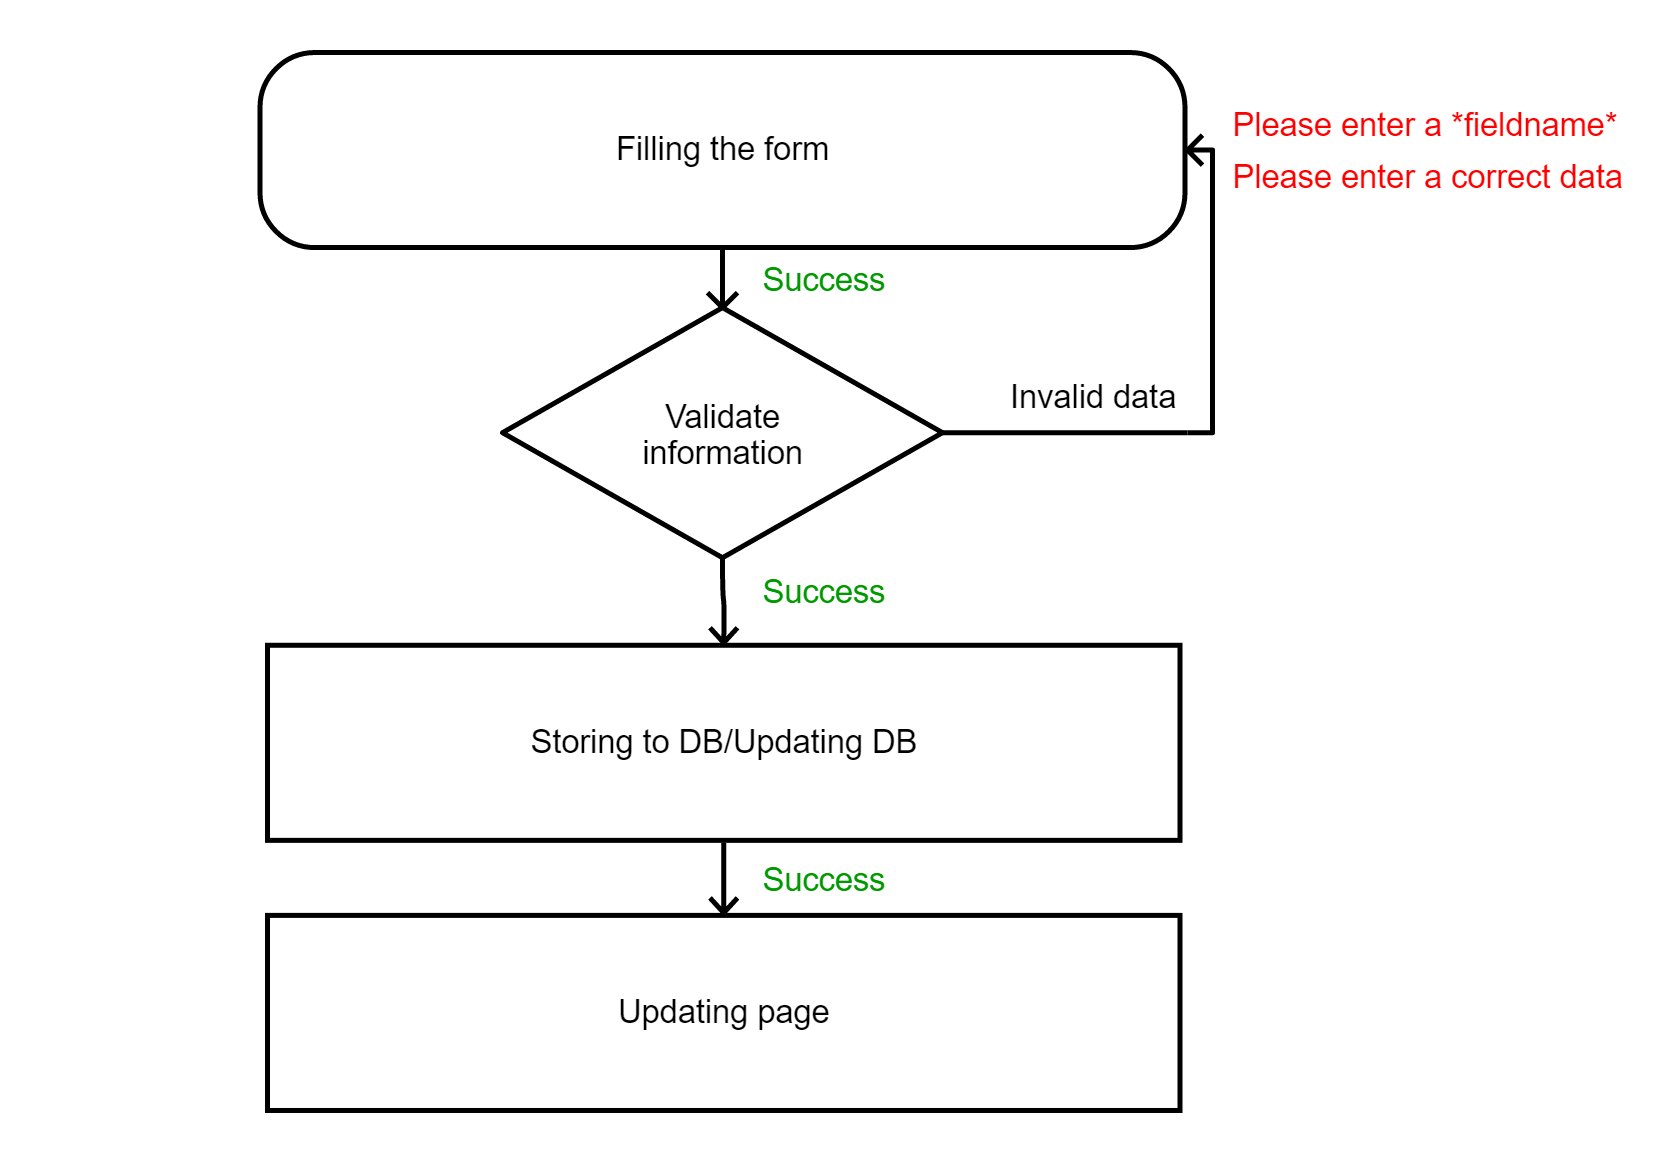 Filling the form
Please enter a *fieldname*
Please enter a correct data
Success
Invalid data
Validate
information
Success
Storing to DB/Updating DB
Success
Updating page